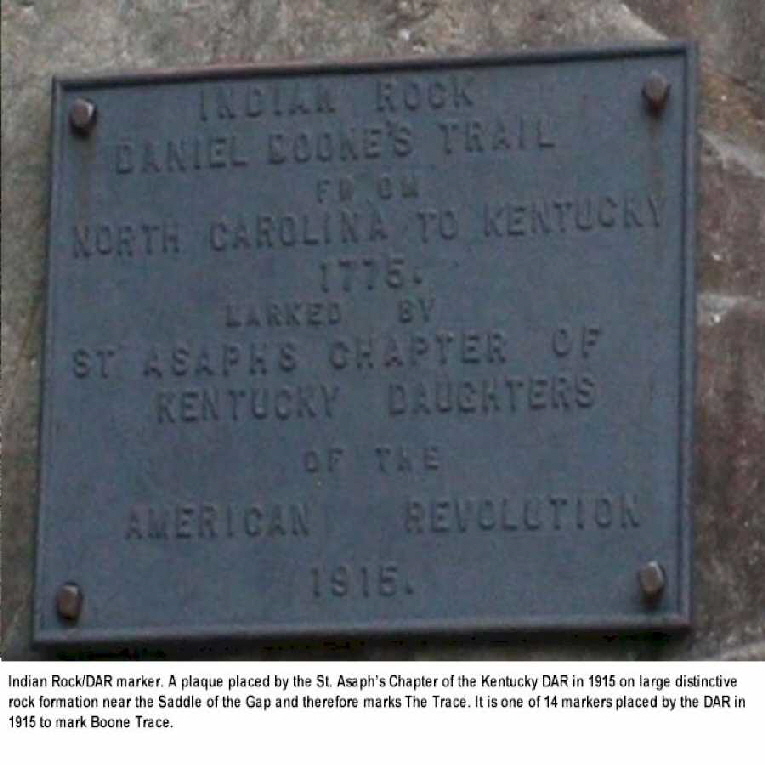 INDIAN ROCK
DANIEL BOONE'S TRAIL
FROM
NORTH CAROLINA TO KENTUCKY
1775.
MARKED BY
ST ASAPHS CHAPTER OF
KENTUCKY DAUGHTERS
OF THE
AMERICAN REVOLUTION
1915.
Indian Rock/DAR marker. A plaque placed by the St. Asaph's Chapter of the Kentucky DAR in 1915 on large distinctive
rock formation near the Saddle of the Gap and therefore marks The Trace. It is one of 14 markers placed by the DAR in
1915 to mark Boone Trace.